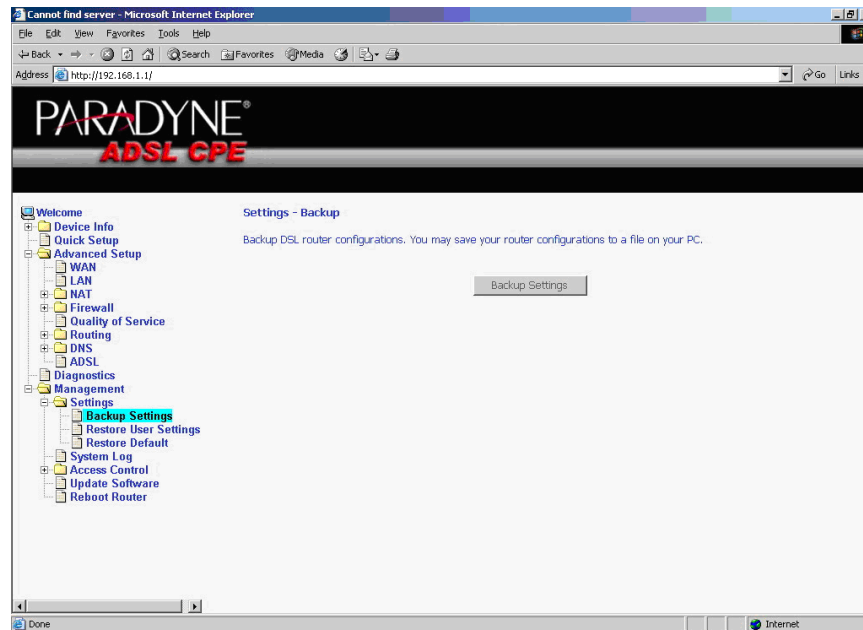 Cannot find server - Microsoft Internet Explorer
File Edit View Favorites Tools Help
Back Search Favorites Media
Address http://192.168.1.1/ Go Links
PARADYNE®
ADSL CPE
Welcome
Device Info
Quick Setup
Advanced Setup
WAN
LAN
NAT
Firewall
Quality of Service
Routing
DNS
ADSL
Diagnostics
Management
Settings
Backup Settings
Restore User Settings
Restore Default
System Log
Access Control
Update Software
Reboot Router
Settings - Backup
Backup DSL router configurations. You may save your router configurations to a file on your PC.
Backup Settings
Done Internet